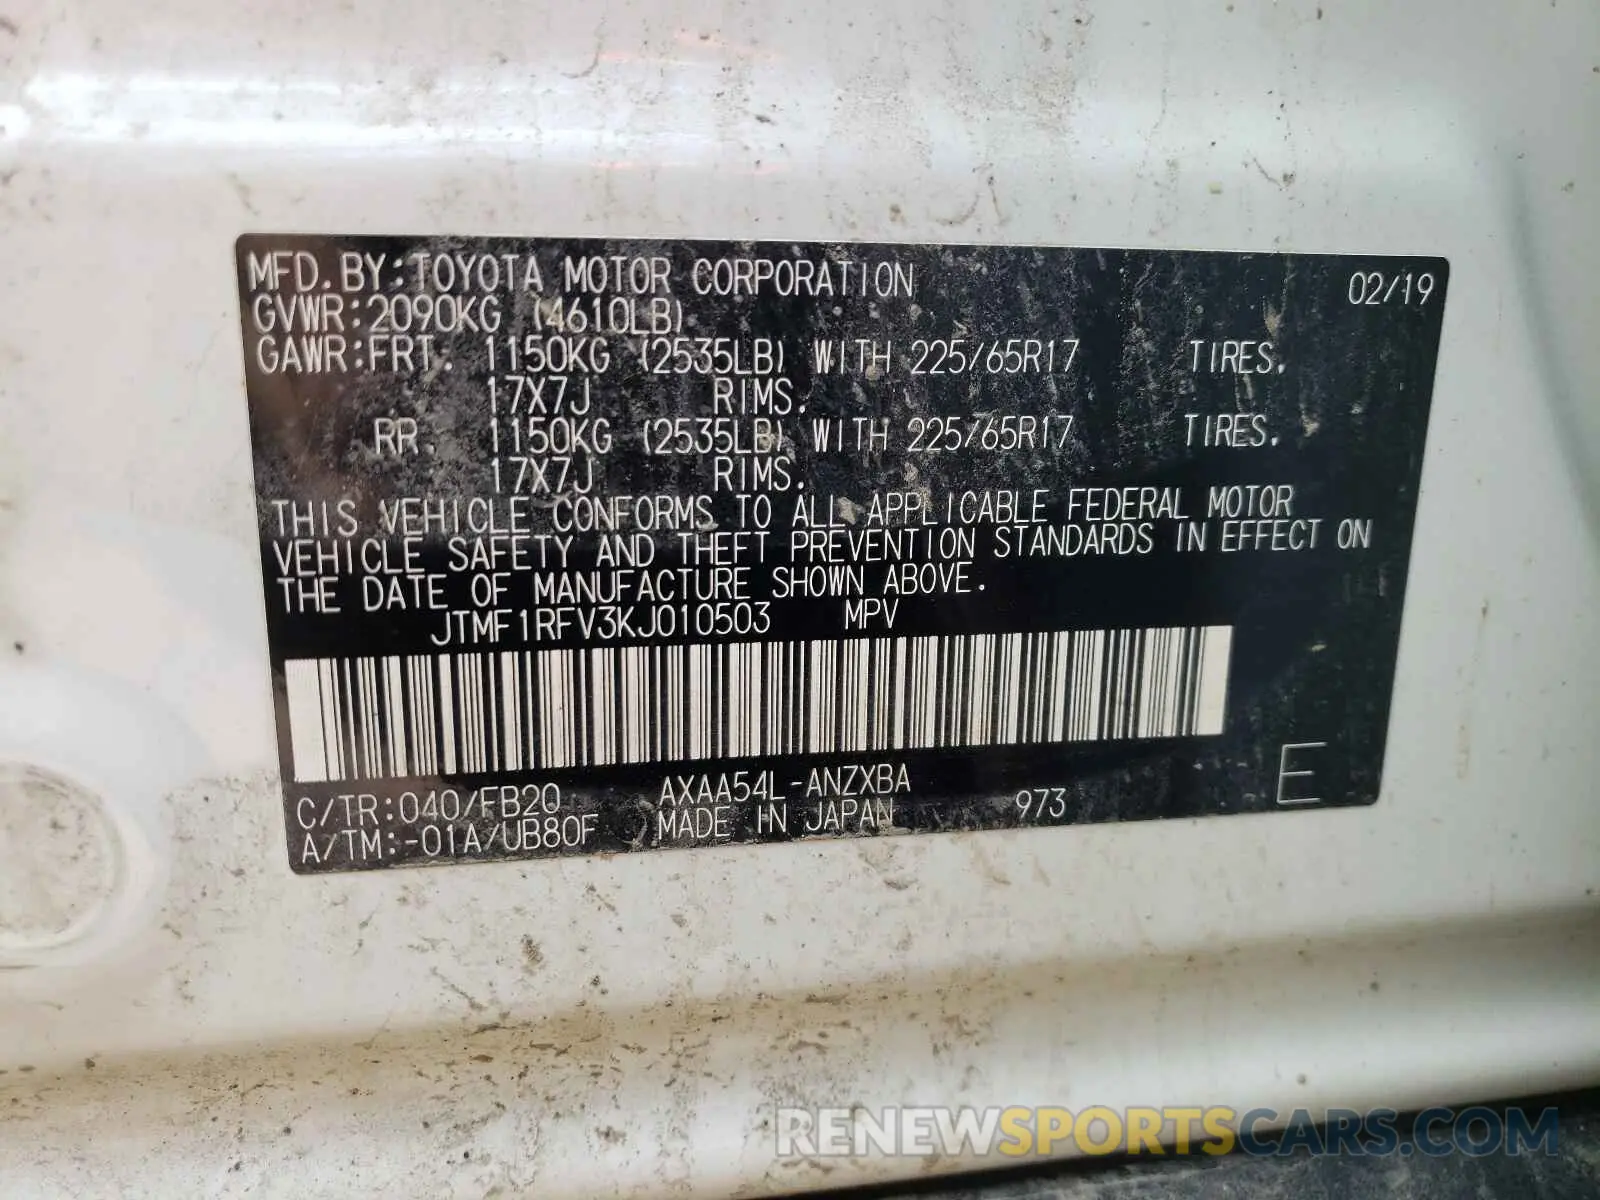 MFD.BY:TOYOTA MOTOR CORPORATION 02/19
GVWR:2090KG (4610LB)
GAWR:FRT. 1150KG (2535LB) WITH 225/65R17 TIRES.
17X7J RIMS.
RR. 1150KG (2535LB) WITH 225/65R17 TIRES.
17X7J RIMS.
THIS VEHICLE CONFORMS TO ALL APPLICABLE FEDERAL MOTOR
VEHICLE SAFETY AND THEFT PREVENTION STANDARDS IN EFFECT ON
THE DATE OF MANUFACTURE SHOWN ABOVE.
JTMF1RFV3KJ010503 MPV
C/TR:040/FB20 AXAA54L-ANZXBA
A/TM:-01A/UB80F MADE IN JAPAN 973 E
RENEWSPORTSCARS.COM